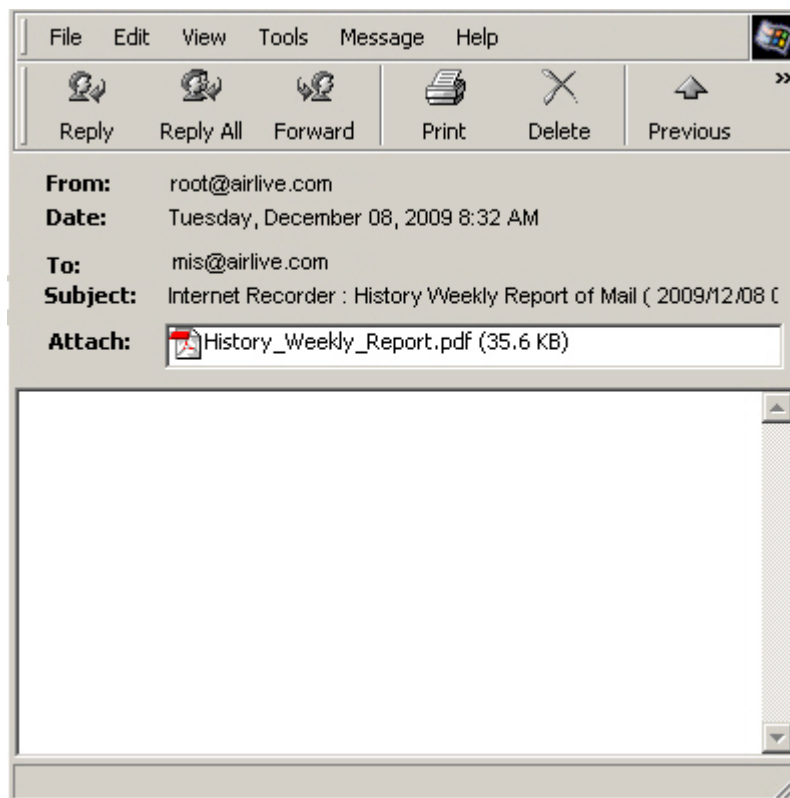 File Edit View Tools Message Help
»
Reply Reply All Forward Print Delete Previous
From: root@airlive.com
Date: Tuesday, December 08, 2009 8:32 AM
To: mis@airlive.com
Subject: Internet Recorder : History Weekly Report of Mail ( 2009/12/08
Attach: History_Weekly_Report.pdf (35.6 KB)